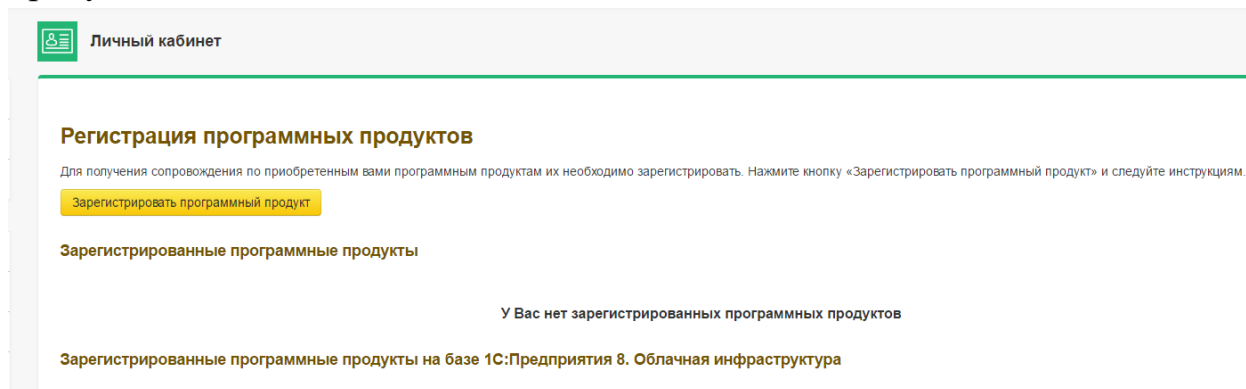 Личный кабинет
Регистрация программных продуктов
Для получения сопровождения по приобретенным вами программным продуктам их необходимо зарегистрировать. Нажмите кнопку «Зарегистрировать программный продукт» и следуйте инструкциям.
Зарегистрировать программный продукт
Зарегистрированные программные продукты
У Вас нет зарегистрированных программных продуктов
Зарегистрированные программные продукты на базе 1С:Предприятия 8. Облачная инфраструктура